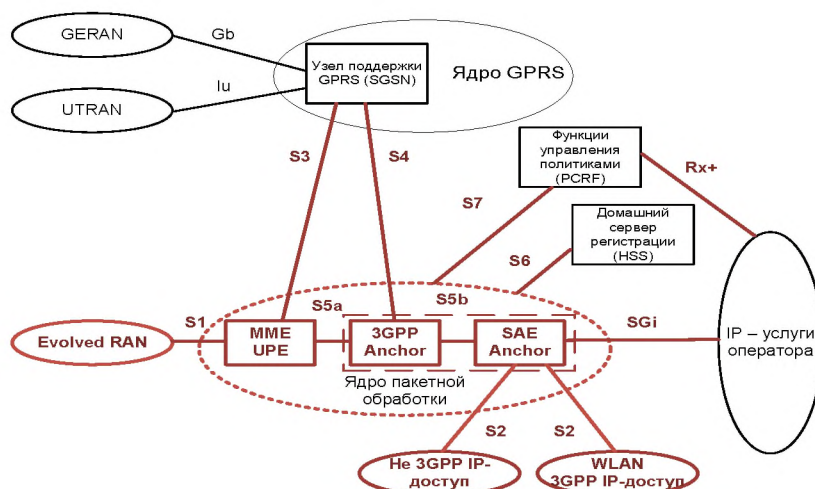 GERAN
Gb
Узел поддержки
GPRS (SGSN)
Ядро GPRS
Iu
UTRAN
Функции
управления
политиками
(PCRF)
S3
S4
Rx+
S7
Домашний
сервер
регистрации
(HSS)
S6
S5a
S5b
S1
SGi
Evolved RAN
MME
UPE
3GPP
Anchor
SAE
Anchor
IP – услуги
оператора
Ядро пакетной
обработки
S2
S2
Не 3GPP IP-
доступ
WLAN
3GPP IP-доступ